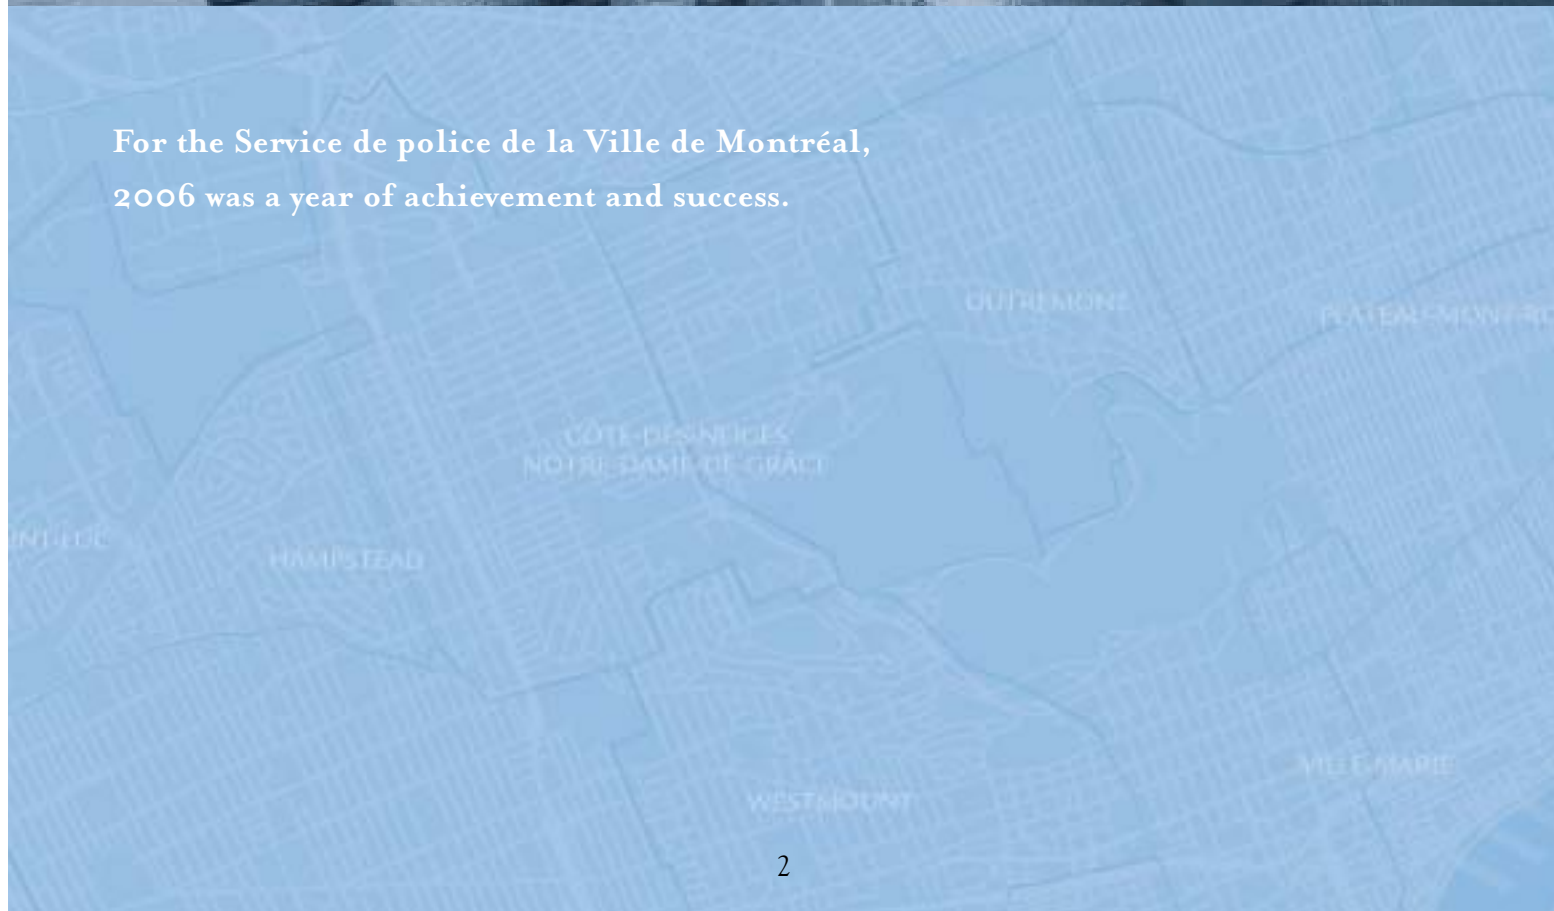 For the Service de police de la Ville de Montréal,
2006 was a year of achievement and success.
OUTREMONT
CÔTE-DES-NEIGES
NOTRE-DAME-DE-GRÂCE
HAMPSTEAD
VILLE-MARIE
WESTMOUNT
2